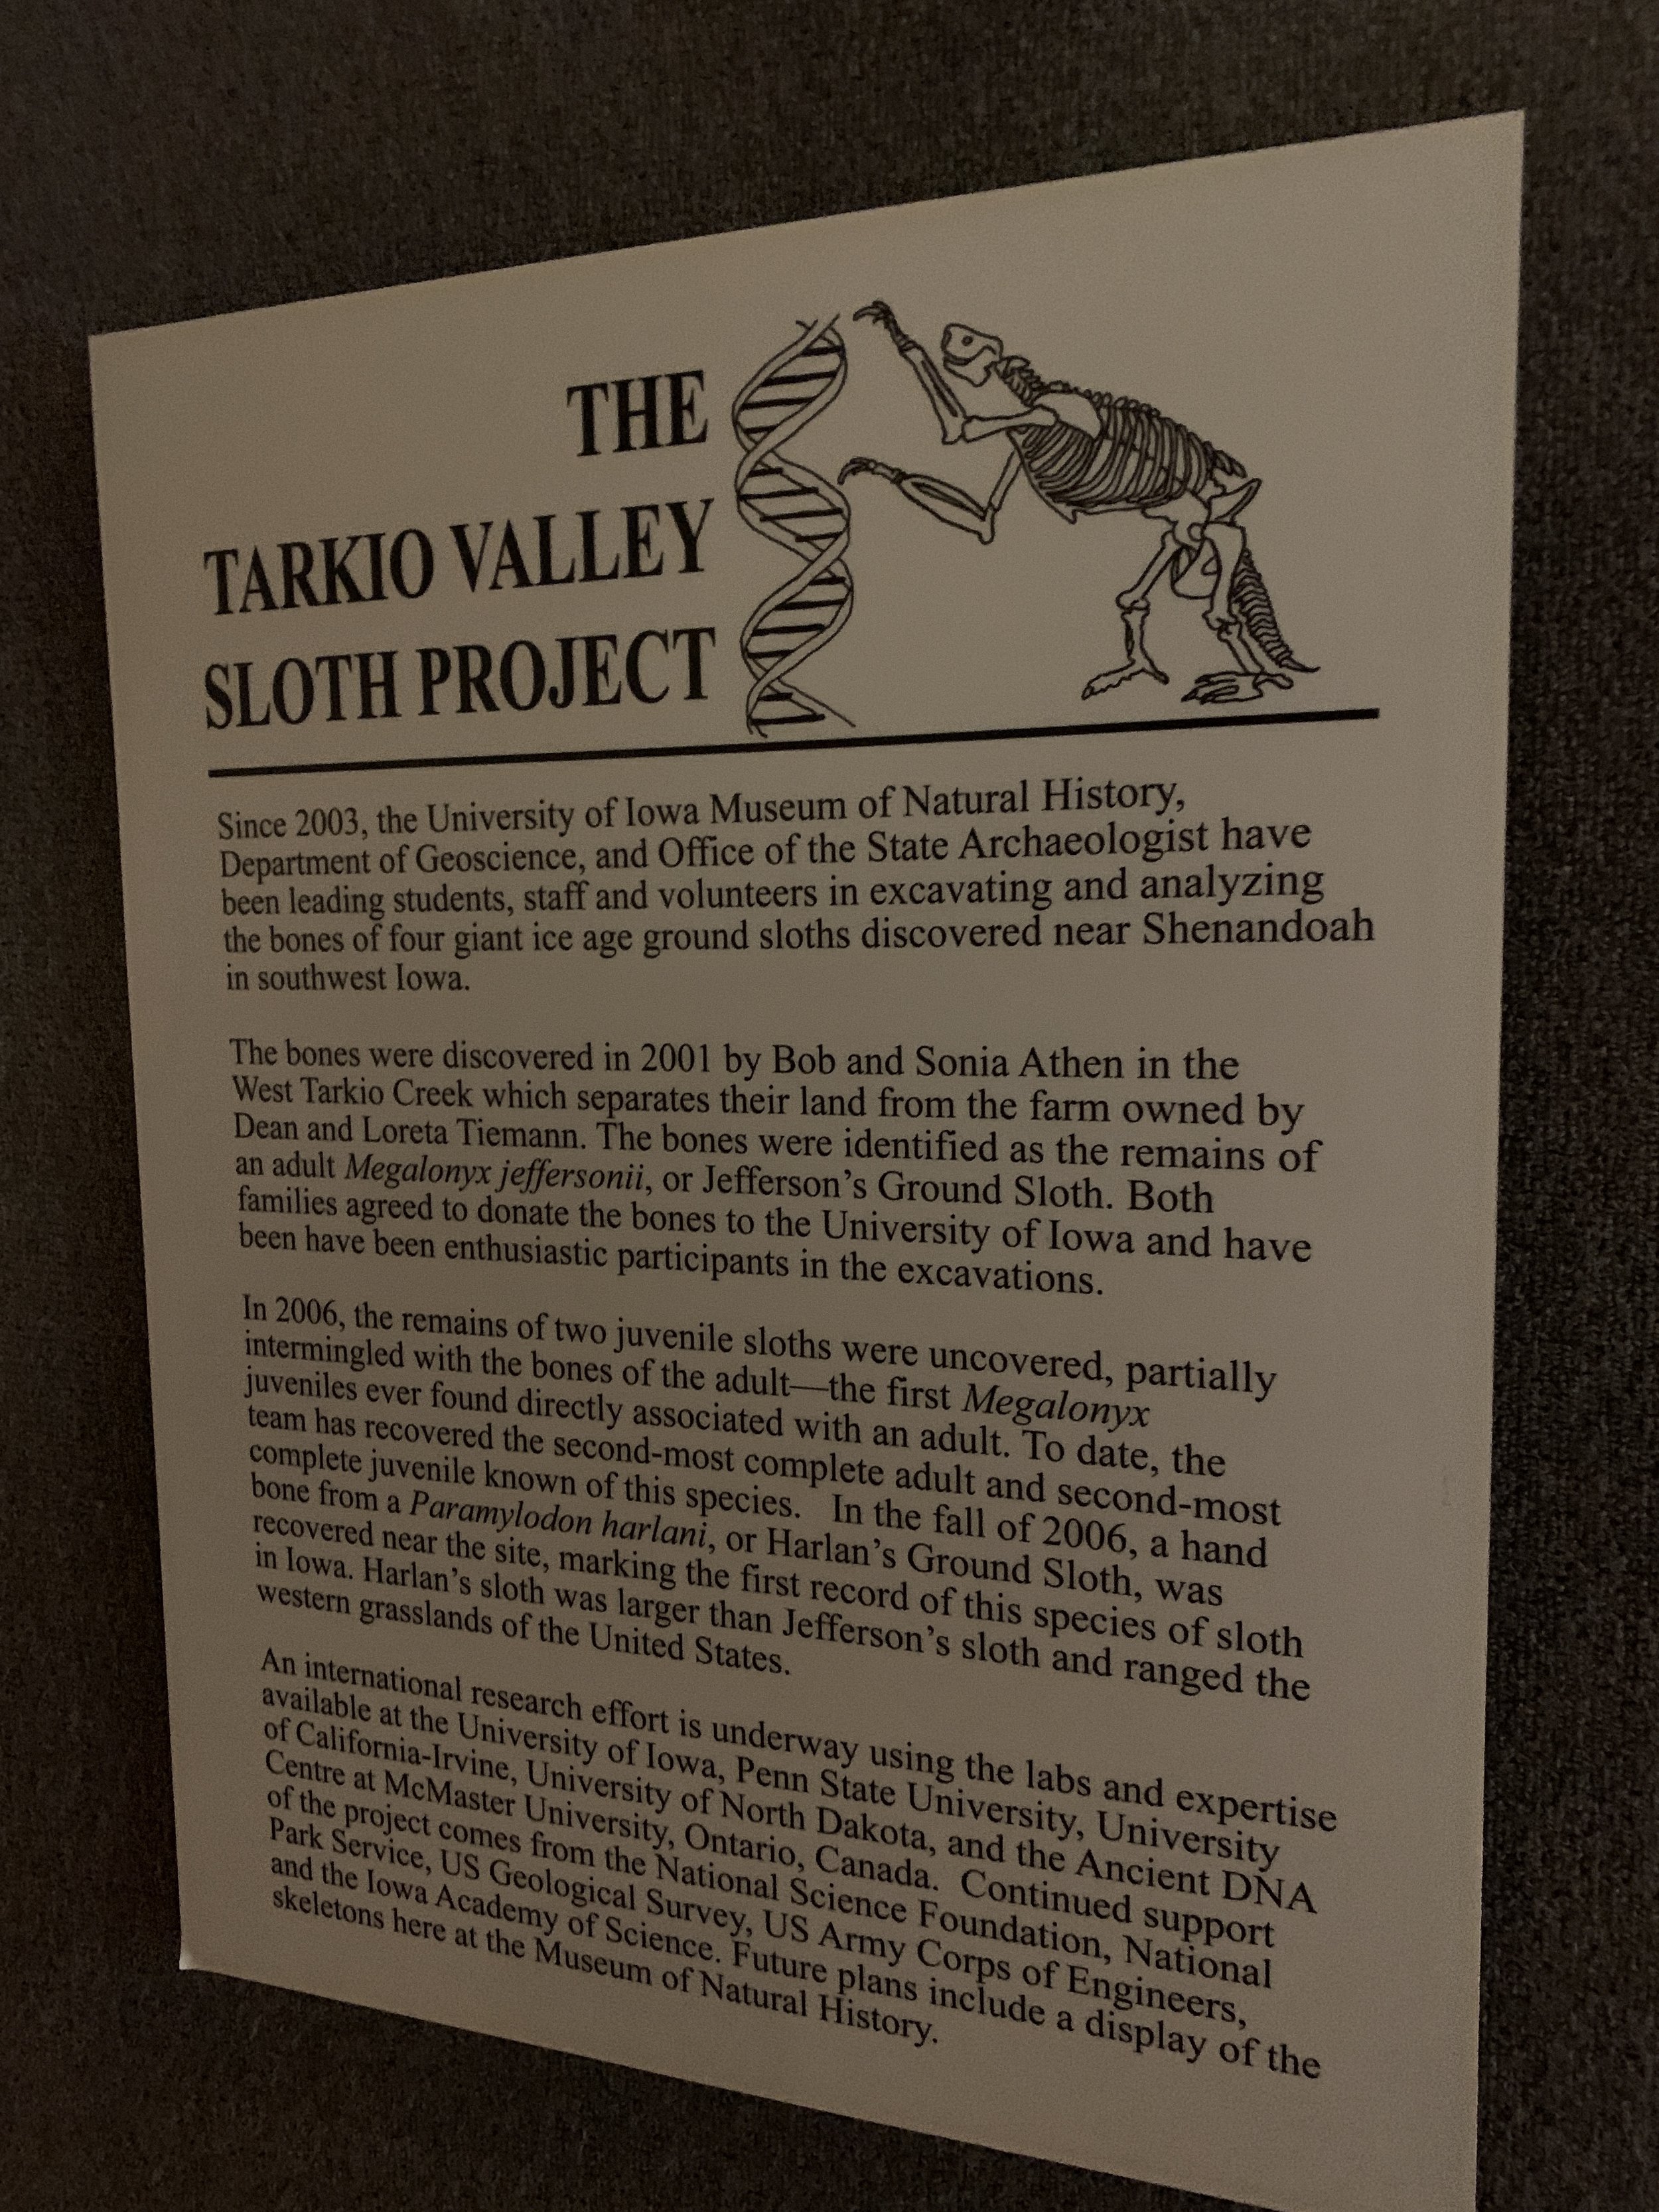 THE
TARKIO VALLEY
SLOTH PROJECT
Since 2003, the University of Iowa Museum of Natural History,
Department of Geoscience, and Office of the State Archaeologist have
been leading students, staff and volunteers in excavating and analyzing
the bones of four giant ice age ground sloths discovered near Shenandoah
in southwest Iowa.
The bones were discovered in 2001 by Bob and Sonia Athen in the
West Tarkio Creek which separates their land from the farm owned by
Dean and Loreta Tiemann. The bones were identified as the remains of
an adult Megalonyx jeffersonii, or Jefferson's Ground Sloth. Both
families agreed to donate the bones to the University of Iowa and have
been have been enthusiastic participants in the excavations.
In 2006, the remains of two juvenile sloths were uncovered, partially
intermingled with the bones of the adult—the first Megalonyx
juveniles ever found directly associated with an adult. To date, the
team has recovered the second-most complete adult and second-most
complete juvenile known of this species. In the fall of 2006, a hand
bone from a Paramylodon harlani, or Harlan's Ground Sloth, was
recovered near the site, marking the first record of this species of sloth
in Iowa. Harlan's sloth was larger than Jefferson's sloth and ranged the
western grasslands of the United States.
An international research effort is underway using the labs and expertise
available at the University of Iowa, Penn State University, University
of California-Irvine, University of North Dakota, and the Ancient DNA
Centre at McMaster University, Ontario, Canada. Continued support
of the project comes from the National Science Foundation, National
Park Service, US Geological Survey, US Army Corps of Engineers,
and the Iowa Academy of Science. Future plans include a display of the
skeletons here at the Museum of Natural History.